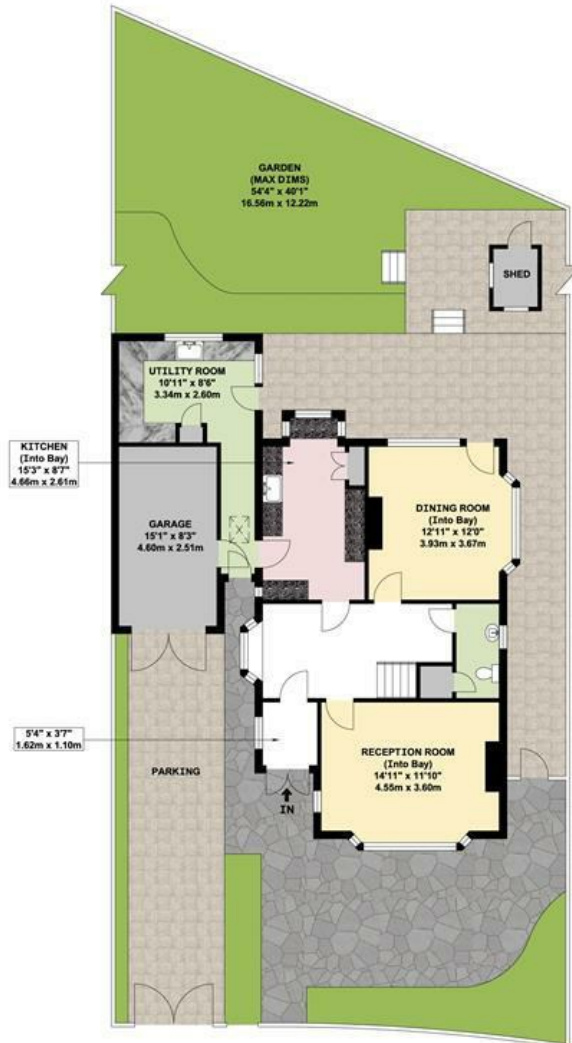 GARDEN
(MAX DIMS)
54'4" x 40'1"
16.56m x 12.22m
SHED
UTILITY ROOM
10'11" x 8'6"
3.34m x 2.60m
KITCHEN
(Into Bay)
15'3" x 8'7"
4.66m x 2.61m
GARAGE
15'1" x 8'3"
4.60m x 2.51m
DINING ROOM
(Into Bay)
12'11" x 12'0"
3.93m x 3.67m
5'4" x 3'7"
1.62m x 1.10m
PARKING
IN
RECEPTION ROOM
(Into Bay)
14'11" x 11'10"
4.55m x 3.60m